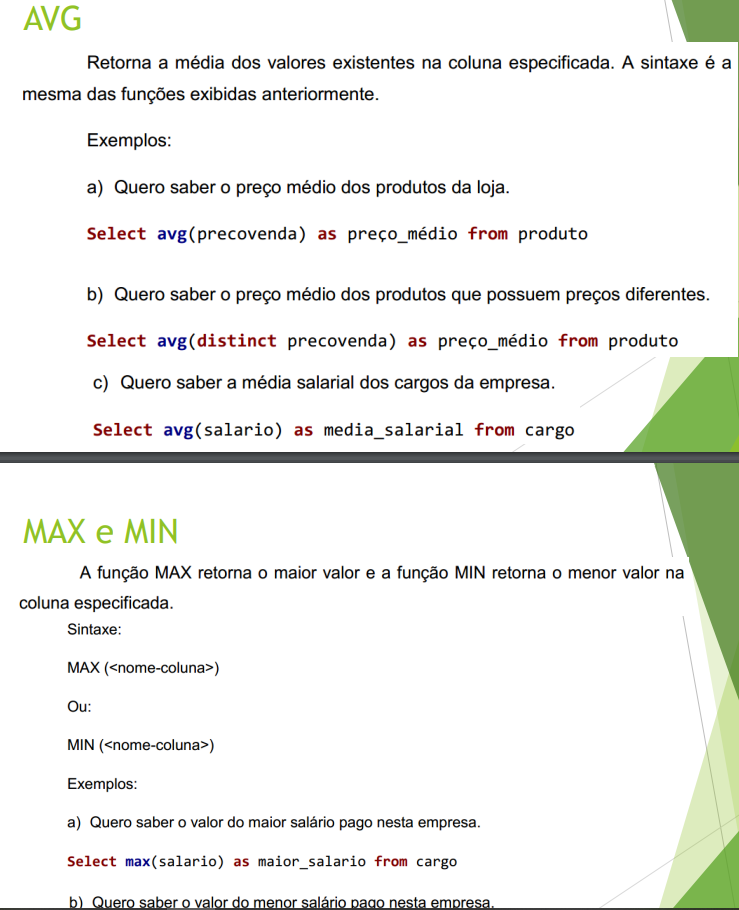 AVG
Retorna a média dos valores existentes na coluna especificada. A sintaxe é a
mesma das funções exibidas anteriormente.
Exemplos:
a) Quero saber o preço médio dos produtos da loja.
Select avg(precovenda) as preço_médio from produto
b) Quero saber o preço médio dos produtos que possuem preços diferentes.
Select avg(distinct precovenda) as preço_médio from produto
c) Quero saber a média salarial dos cargos da empresa.
Select avg(salario) as media_salarial from cargo
MAX e MIN
A função MAX retorna o maior valor e a função MIN retorna o menor valor na
coluna especificada.
Sintaxe:
MAX (<nome-coluna>)
Ou:
MIN (<nome-coluna>)
Exemplos:
a) Quero saber o valor do maior salário pago nesta empresa.
Select max(salario) as maior_salario from cargo
b) Quero saber o valor do menor salário pago nesta empresa.